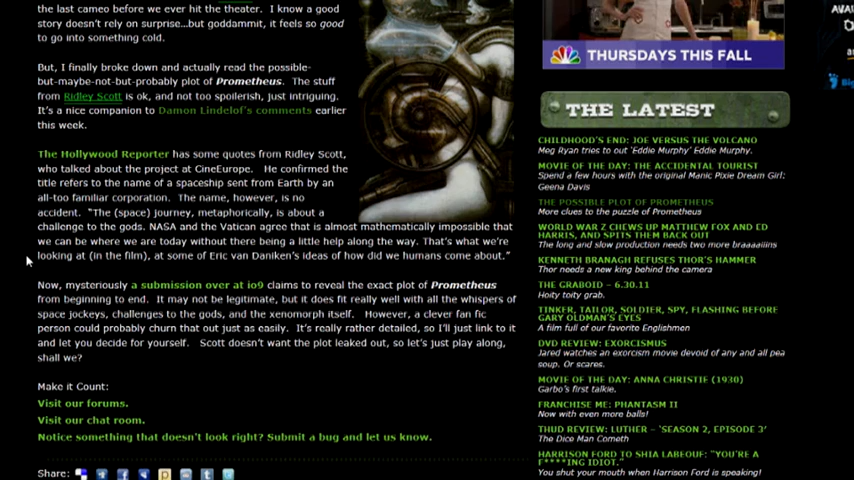 the last cameo before we ever hit the theater.  I know a good
story doesn't rely on surprise...but goddammit, it feels so good
to go into something cold.
But, I finally broke down and actually read the possible-
but-maybe-not-but-probably plot of Prometheus.  The stuff
from Ridley Scott is ok, and not too spoilerish, just intriguing.
It's a nice companion to Damon Lindelof's comments earlier
this week.
The Hollywood Reporter has some quotes from Ridley Scott,
who talked about the project at CineEurope.  He confirmed the
title refers to the name of a spaceship sent from Earth by an
all-too familiar corporation.  The name, however, is no
accident.  "The (space) journey, metaphorically, is about a
challenge to the gods. NASA and the Vatican agree that is almost mathematically impossible that
we can be where we are today without there being a little help along the way. That's what we're
looking at (in the film), at some of Eric van Daniken's ideas of how did we humans come about."
Now, mysteriously a submission over at io9 claims to reveal the exact plot of Prometheus
from beginning to end.  It may not be legitimate, but it does fit really well with all the whispers of
space jockeys, challenges to the gods, and the xenomorph itself.  However, a clever fan fic
person could probably churn that out just as easily.  It's really rather detailed, so I'll just link to it
and let you decide for yourself.  Scott doesn't want the plot leaked out, so let's just play along,
shall we?
Make it Count:
Visit our forums.
Visit our chat room.
Notice something that doesn't look right? Submit a bug and let us know.
Share:
THURSDAYS THIS FALL
THE LATEST
CHILDHOOD'S END: JOE VERSUS THE VOLCANO
Meg Ryan tries to out 'Eddie Murphy' Eddie Murphy.
MOVIE OF THE DAY: THE ACCIDENTAL TOURIST
Spend a few hours with the original Manic Pixie Dream Girl:
Geena Davis
THE POSSIBLE PLOT OF PROMETHEUS
More clues to the puzzle of Prometheus
WORLD WAR Z CHEWS UP MATTHEW FOX AND ED
HARRIS, AND SPITS THEM BACK OUT
The long and slow production needs two more braaaaiiins
KENNETH BRANAGH REFUSES THOR'S HAMMER
Thor needs a new king behind the camera
THE GRABOID – 6.30.11
Hoity toity grab.
TINKER, TAILOR, SOLDIER, SPY, FLASHING BEFORE
GARY OLDMAN'S EYES
A film full of our favorite Englishmen
DVD REVIEW: EXORCISMUS
Jared watches an exorcism movie devoid of any and all pea
soup. Or scares.
MOVIE OF THE DAY: ANNA CHRISTIE (1930)
Garbo's first talkie.
FRANCHISE ME: PHANTASM II
Now with even more balls!
THUD REVIEW: LUTHER – 'SEASON 2, EPISODE 3'
The Dice Man Cometh
HARRISON FORD TO SHIA LABEOUF: "YOU'RE A
F****ING IDIOT."
You shut your mouth when Harrison Ford is speaking!